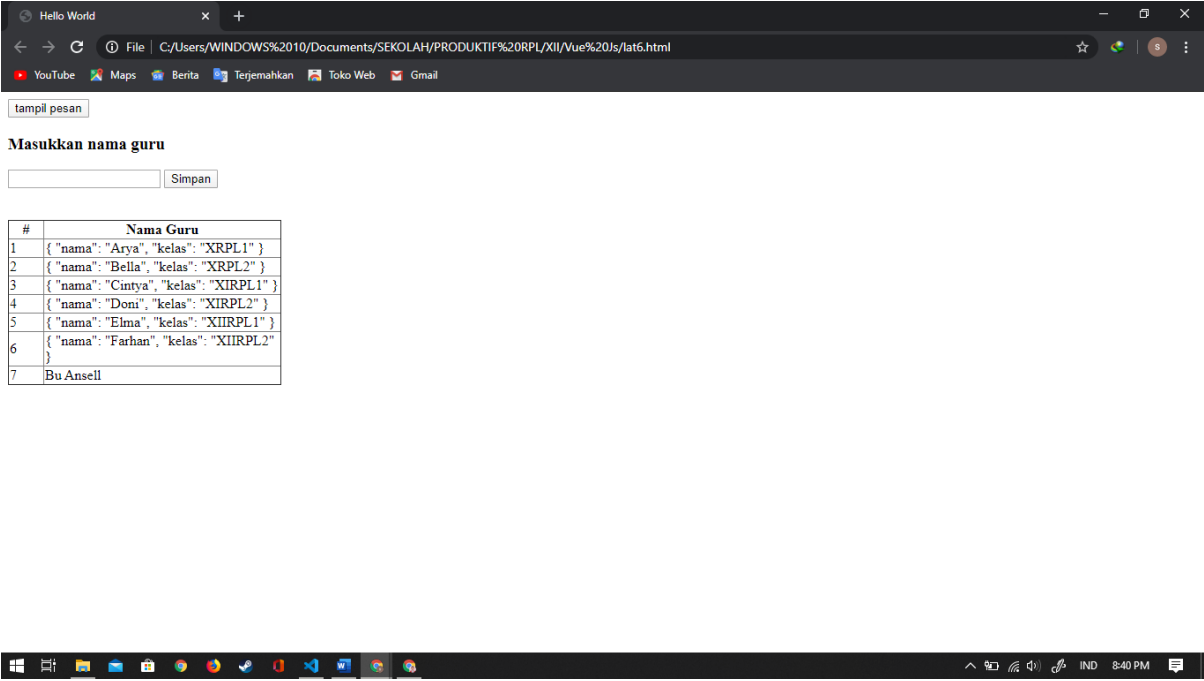 Hello World
File C:/Users/WINDOWS%2010/Documents/SEKOLAH/PRODUKTIF%20RPL/XII/Vue%20Js/lat6.html
S
YouTube Maps Berita Terjemahkan Toko Web Gmail
tampil pesan
Masukkan nama guru
Simpan
# Nama Guru
1 { "nama": "Arya", "kelas": "XRPL1" }
2 { "nama": "Bella", "kelas": "XRPL2" }
3 { "nama": "Cintya", "kelas": "XIRPL1" }
4 { "nama": "Doni", "kelas": "XIRPL2" }
5 { "nama": "Elma", "kelas": "XIIRPL1" }
6 { "nama": "Farhan", "kelas": "XIIRPL2"
}
7 Bu Ansell
IND 8:40 PM